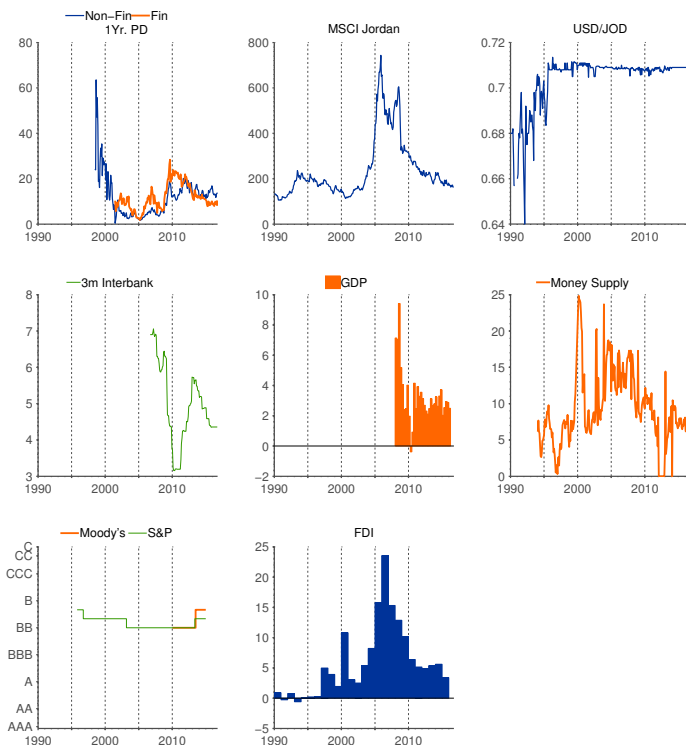 Non−Fin Fin
1Yr. PD
80
60
40
20
0
1990 2000 2010
MSCI Jordan
800
600
400
200
0
1990 2000 2010
USD/JOD
0.72
0.7
0.68
0.66
0.64
1990 2000 2010
3m Interbank
8
7
6
5
4
3
1990 2000 2010
GDP
10
8
6
4
2
0
−2
1990 2000 2010
Money Supply
25
20
15
10
5
0
1990 2000 2010
Moody's S&P
C
CC
CCC
B
BB
BBB
A
AA
AAA
1990 2000 2010
FDI
25
20
15
10
5
0
−5
1990 2000 2010